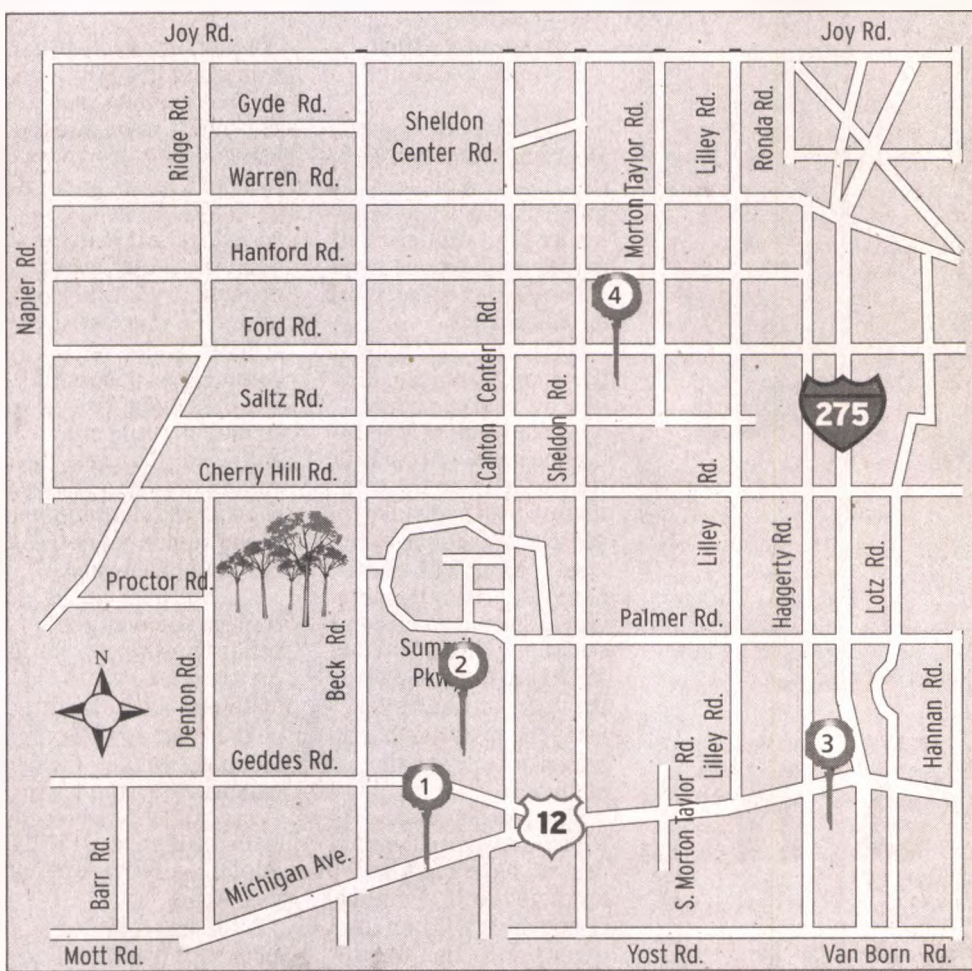 Joy Rd.
Joy Rd.
Ridge Rd.
Gyde Rd.
Sheldon
Center Rd.
Morton Taylor Rd.
Lilley Rd.
Ronda Rd.
Warren Rd.
Napier Rd.
Hanford Rd.
4
Ford Rd.
Canton Center Rd.
Sheldon Rd.
Saltz Rd.
275
Cherry Hill Rd.
Lilley Rd.
Haggerty Rd.
Lotz Rd.
Proctor Rd.
Palmer Rd.
Beck Rd.
Pkwy
2
N
Denton Rd.
Hannan Rd.
Geddes Rd.
S. Morton Taylor Rd.
Lilley Rd.
3
1
12
Barr Rd.
Michigan Ave.
Mott Rd.
Yost Rd.
Van Born Rd.